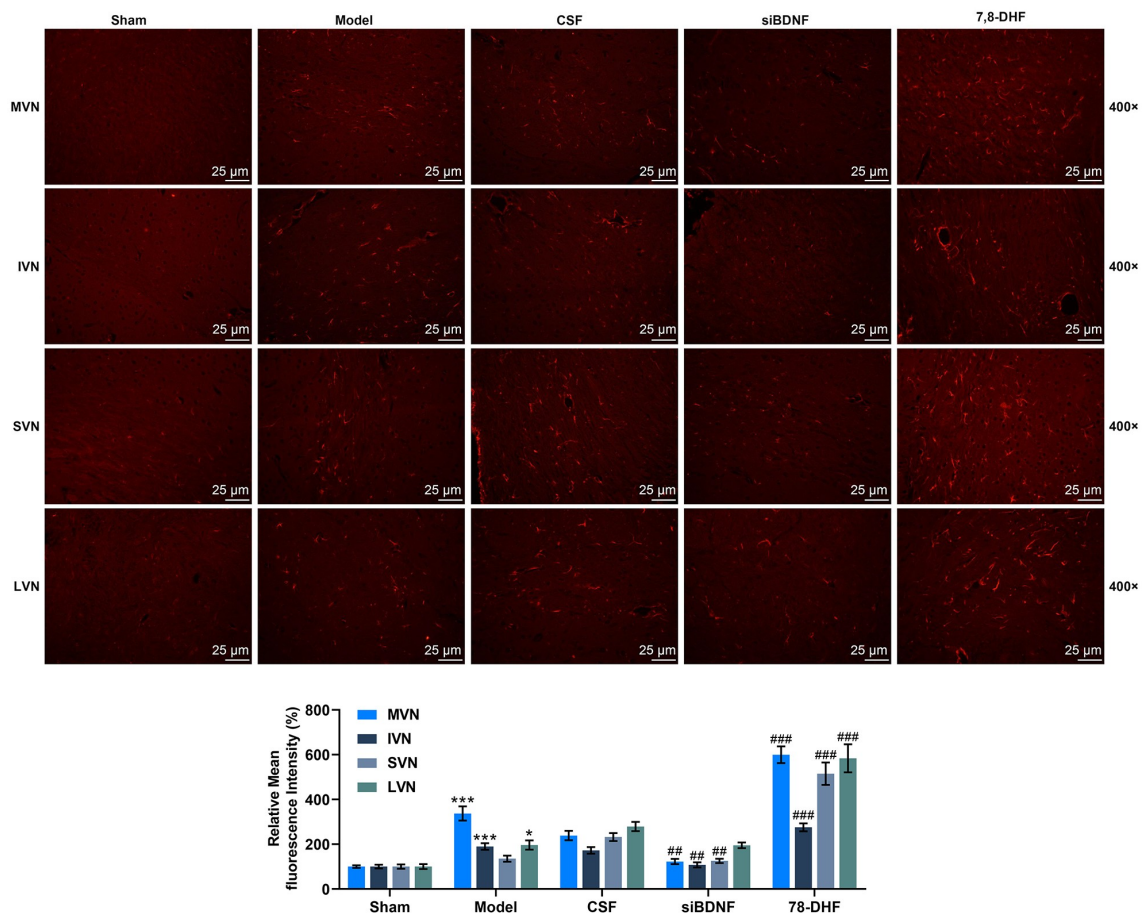 Sham Model CSF siBDNF 7,8-DHF
MVN 400×
25 μm 25 μm 25 μm 25 μm 25 μm
IVN 400×
25 μm 25 μm 25 μm 25 μm 25 μm
SVN 400×
25 μm 25 μm 25 μm 25 μm 25 μm
LVN 400×
25 μm 25 μm 25 μm 25 μm 25 μm
Relative Mean
fluorescence Intensity (%)
800
600
400
200
0
MVN
IVN
SVN
LVN
*** *** *
## ## ##
### ### ### ###
Sham Model CSF siBDNF 78-DHF